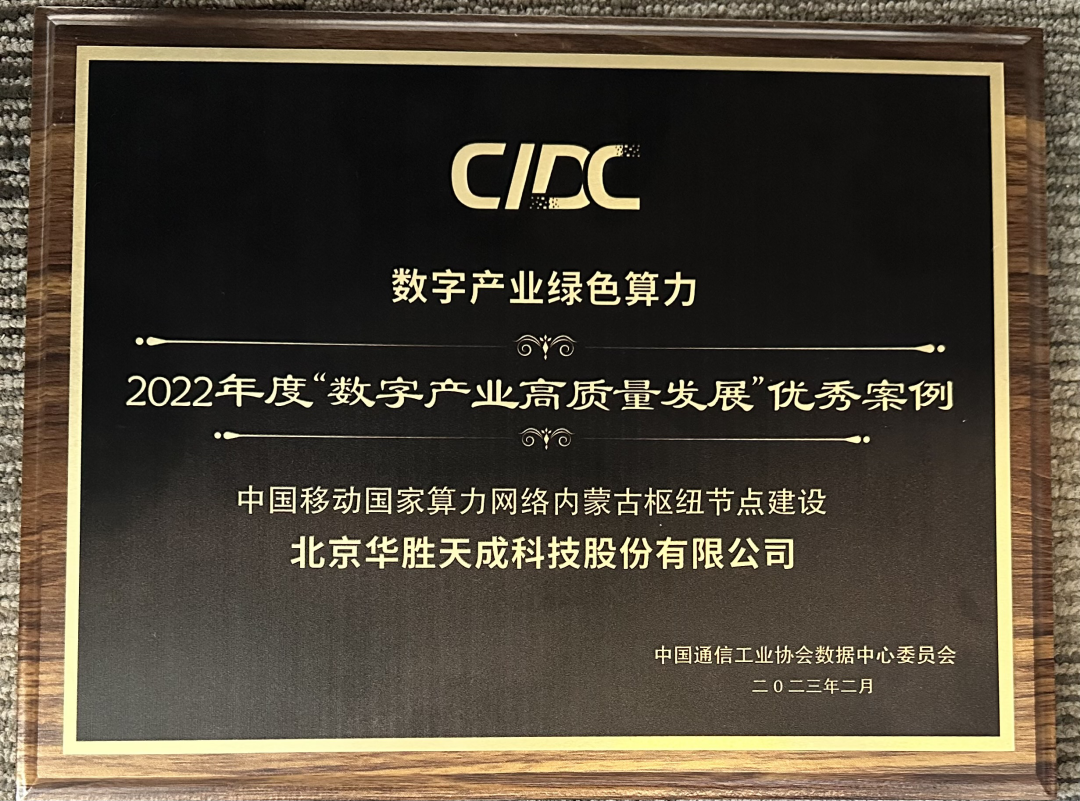 CIDC
数字产业绿色算力
2022年度“数字产业高质量发展”优秀案例
中国移动国家算力网络内蒙古枢纽节点建设
北京华胜天成科技股份有限公司
中国通信工业协会数据中心委员会
二0二三年二月